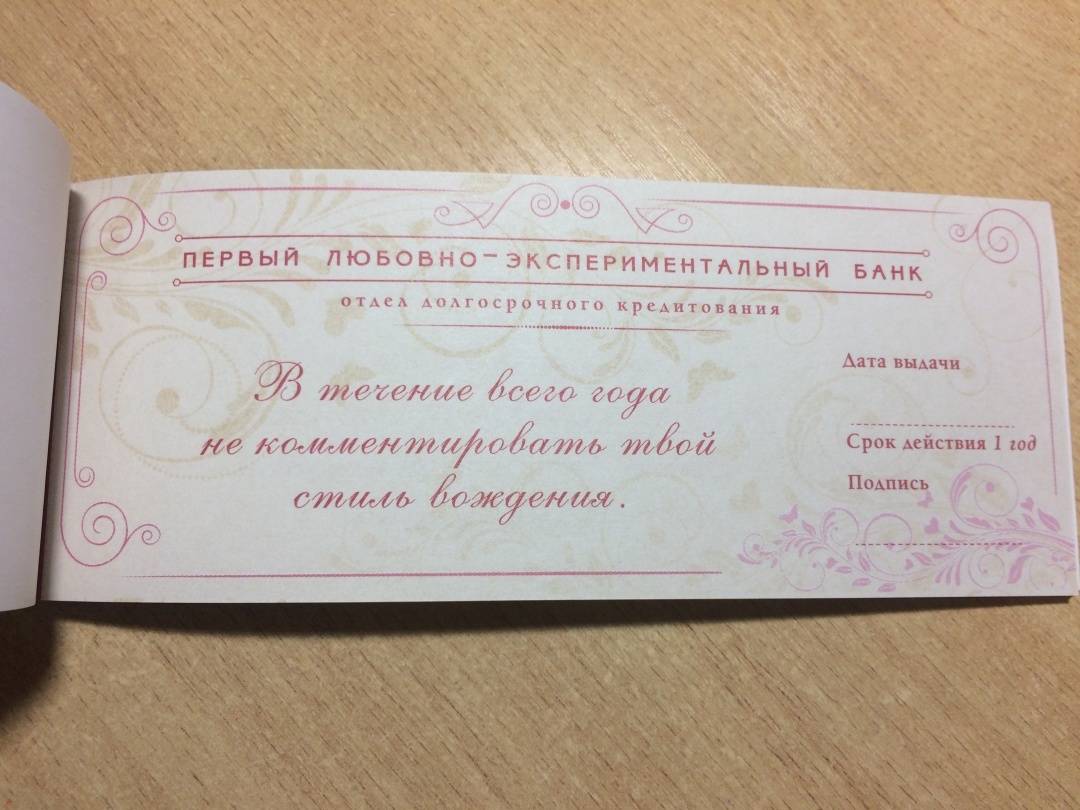 ПЕРВЫЙ ЛЮБОВНО-ЭКСПЕРИМЕНТАЛЬНЫЙ БАНК
отдел долгосрочного кредитования
В течение всего года
не комментировать твой
стиль вождения.
Дата выдачи
Срок действия 1 год
Подпись